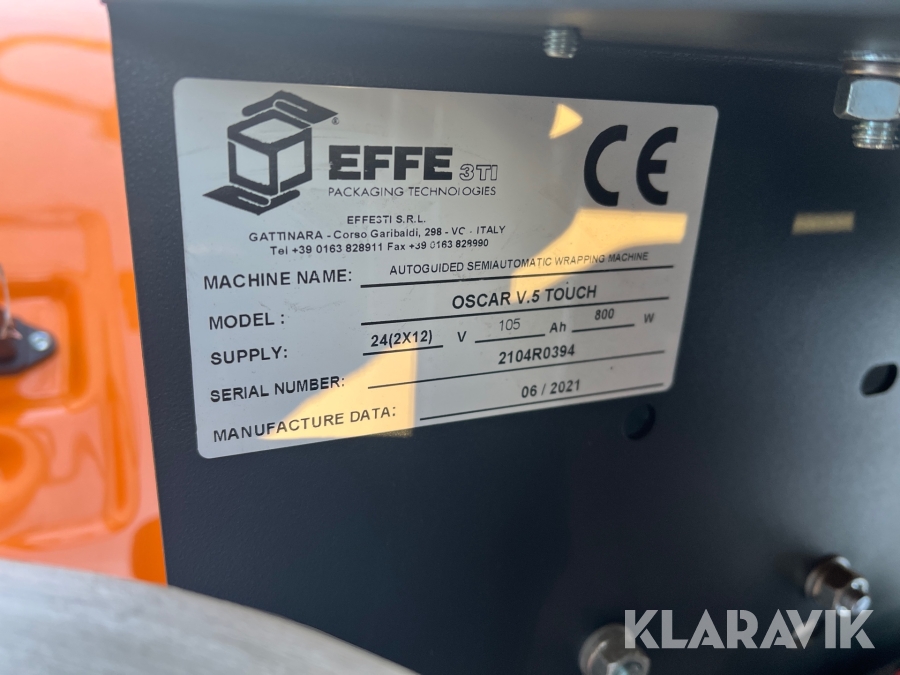 EFFE 3TI
PACKAGING TECHNOLOGIES
CE
EFFE3TI S.R.L.
GATTINARA - Corso Garibaldi, 298 - VC - ITALY
Tel +39 0163 828911 Fax +39 0163 829990
MACHINE NAME: AUTOGUIDED SEMIAUTOMATIC WRAPPING MACHINE
MODEL: OSCAR V.5 TOUCH
SUPPLY: 24(2X12) V 105 Ah 800 W
SERIAL NUMBER: 2104R0394
MANUFACTURE DATA: 06 / 2021
KLARAVIK